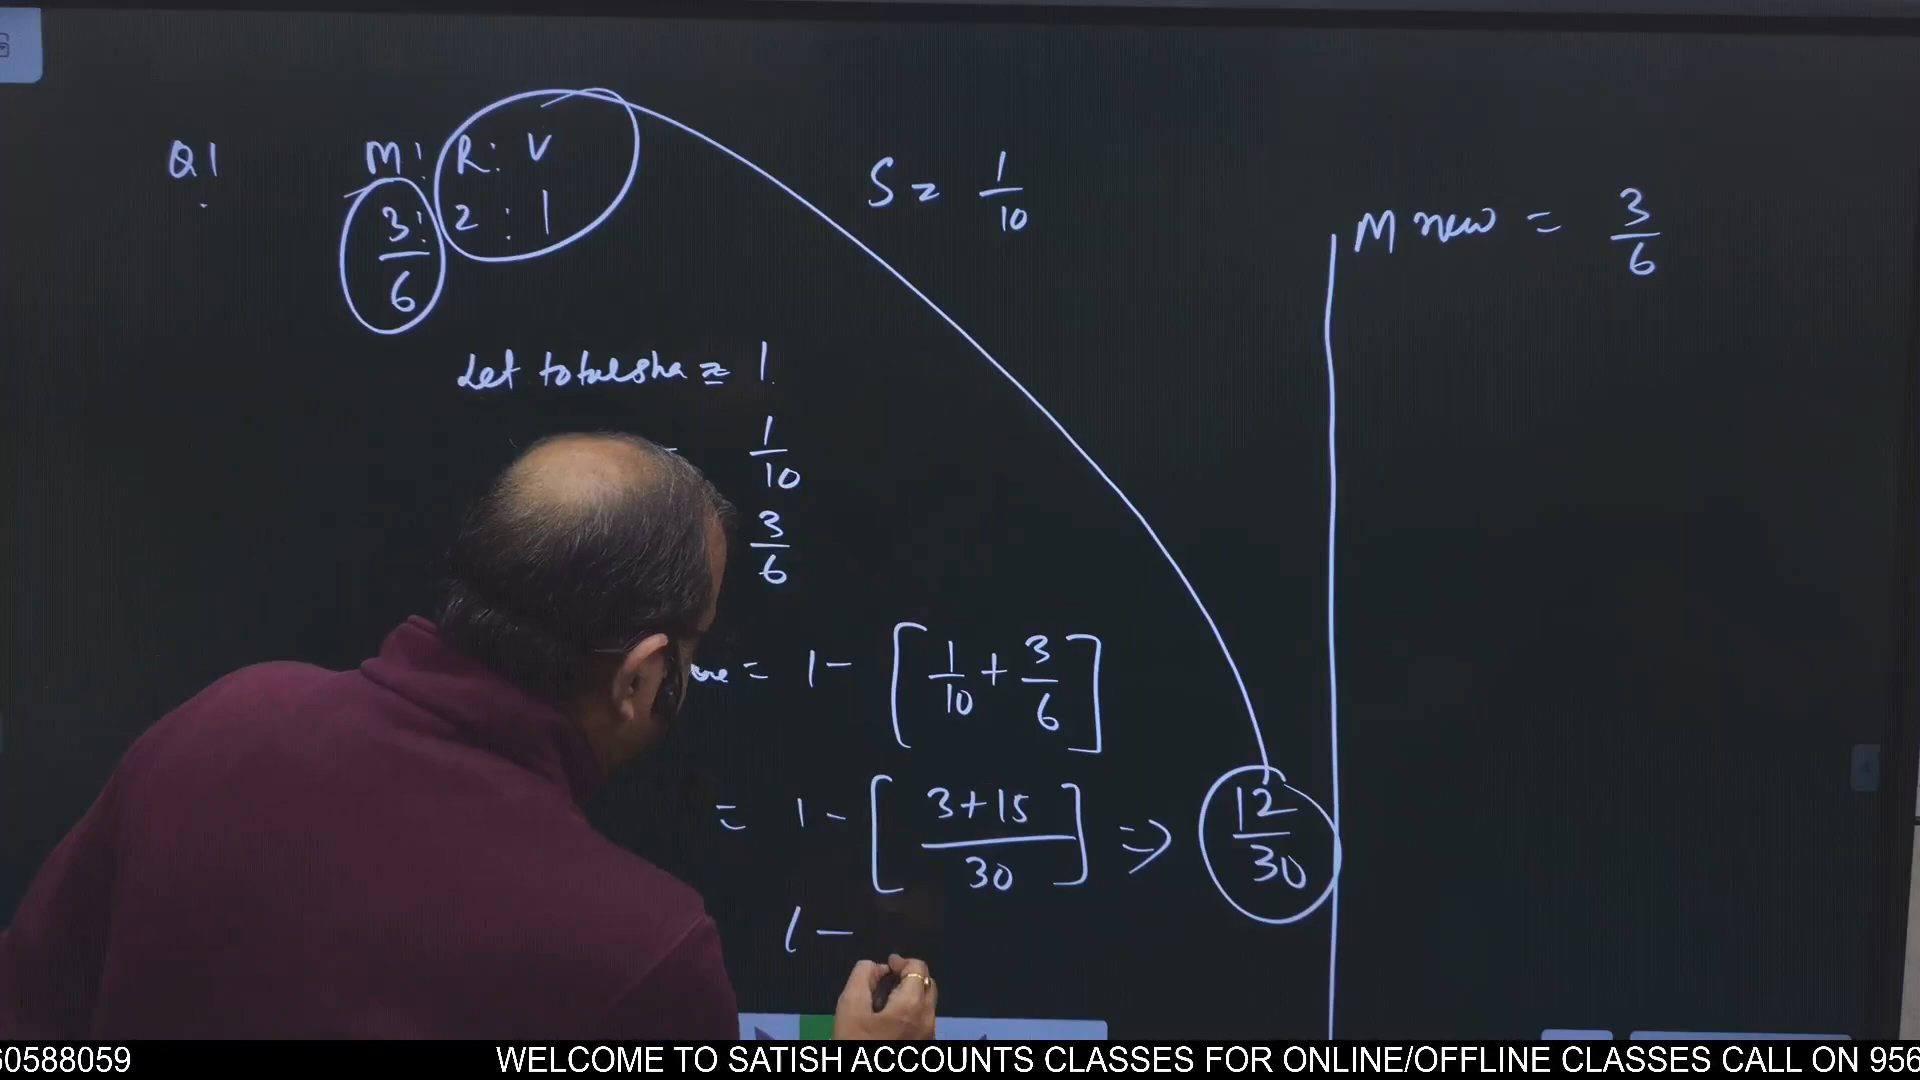 Q1 M: R: V
3: 2 : 1
6
S = 1/10
Let total sha = 1
1/10
3/6
= 1 - [1/10 + 3/6]
= 1 - [3+15/30] => 12/30
1 -
M new = 3/6
60588059 WELCOME TO SATISH ACCOUNTS CLASSES FOR ONLINE/OFFLINE CLASSES CALL ON 956